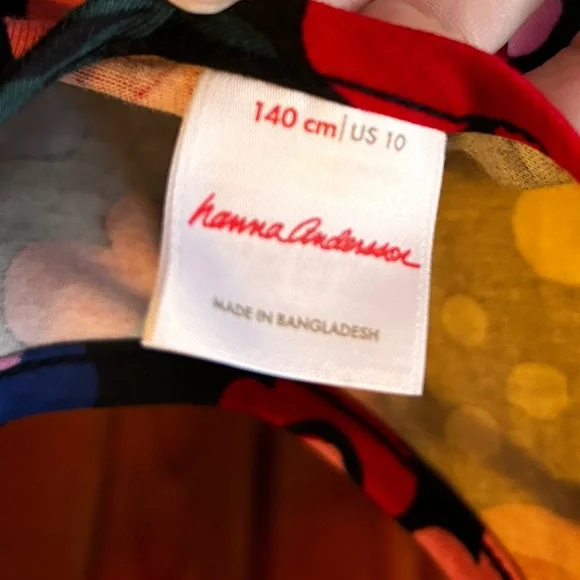 140 cm | US 10
hanna andersson
MADE IN BANGLADESH